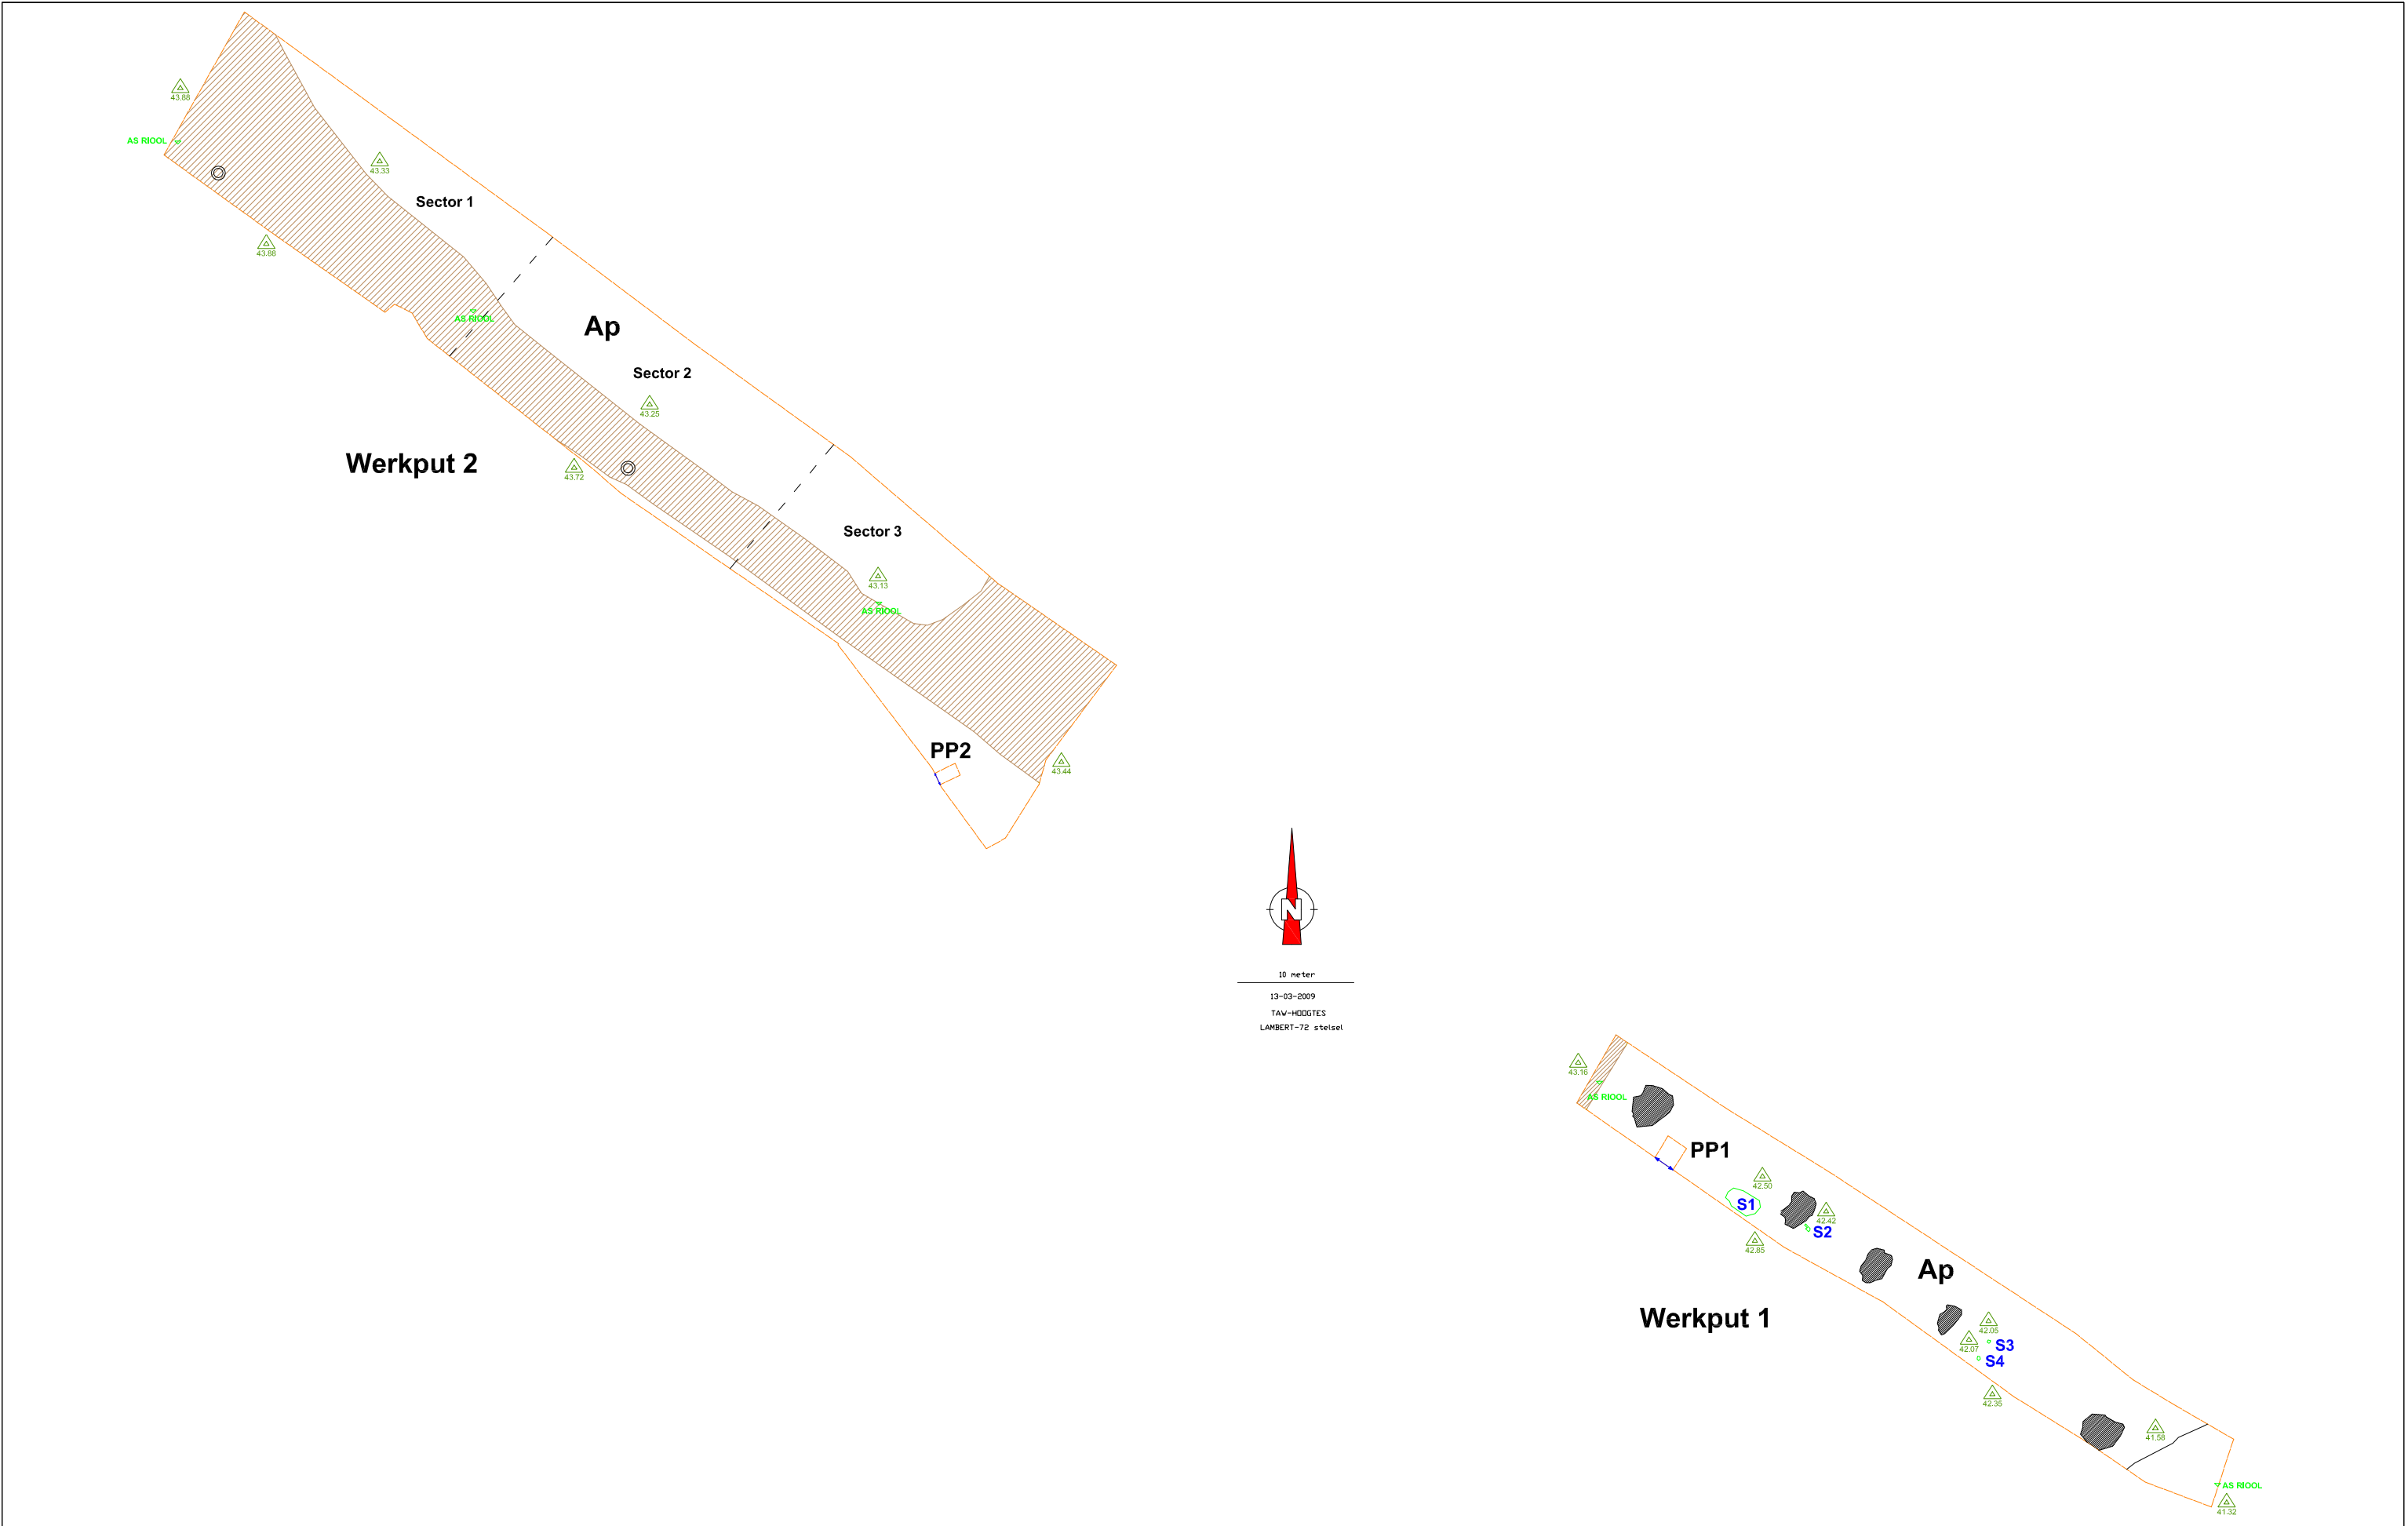 43.88
AS RIOOL
43.33
Sector 1
43.88
AS RIOOL
Ap
Sector 2
43.25
Werkput 2
43.72
Sector 3
43.13
AS RIOOL
PP2
43.44
N
10 meter
13-03-2009
TAW-HOOGTES
LAMBERT-72 stelsel
43.16
AS RIOOL
PP1
42.50
S1
42.42
S2
42.85
Ap
Werkput 1
42.05
42.07
S3
S4
42.35
41.58
AS RIOOL
41.32